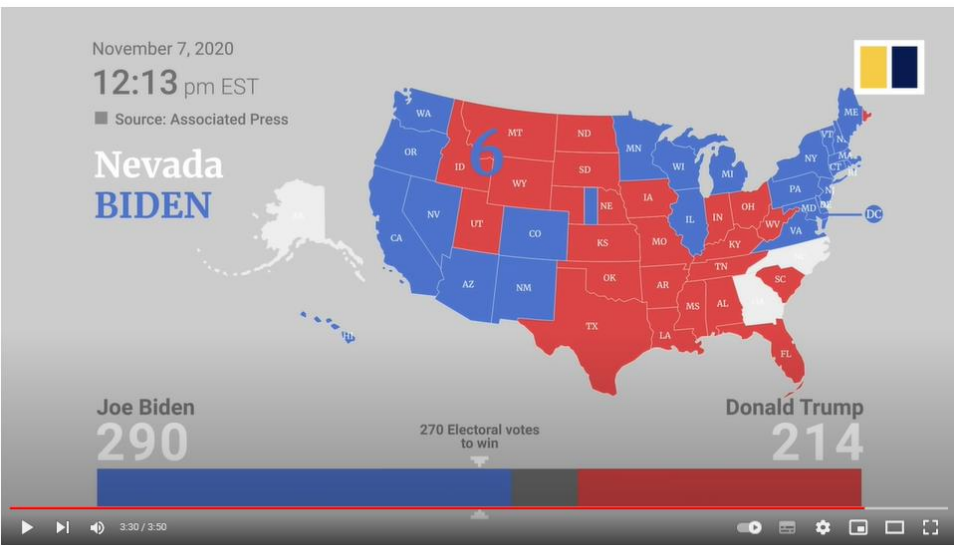 November 7, 2020
12:13 pm EST
Source: Associated Press
Nevada
BIDEN
6
WA
OR
CA
NV
ID
MT
WY
UT
CO
AZ
NM
ND
SD
NE
KS
OK
TX
MN
IA
MO
AR
LA
WI
IL
MS
MI
IN
OH
KY
TN
AL
WV
VA
SC
FL
PA
NY
MD
VT
ME
DC
Joe Biden
290
270 Electoral votes
to win
Donald Trump
214
3:30 / 3:50